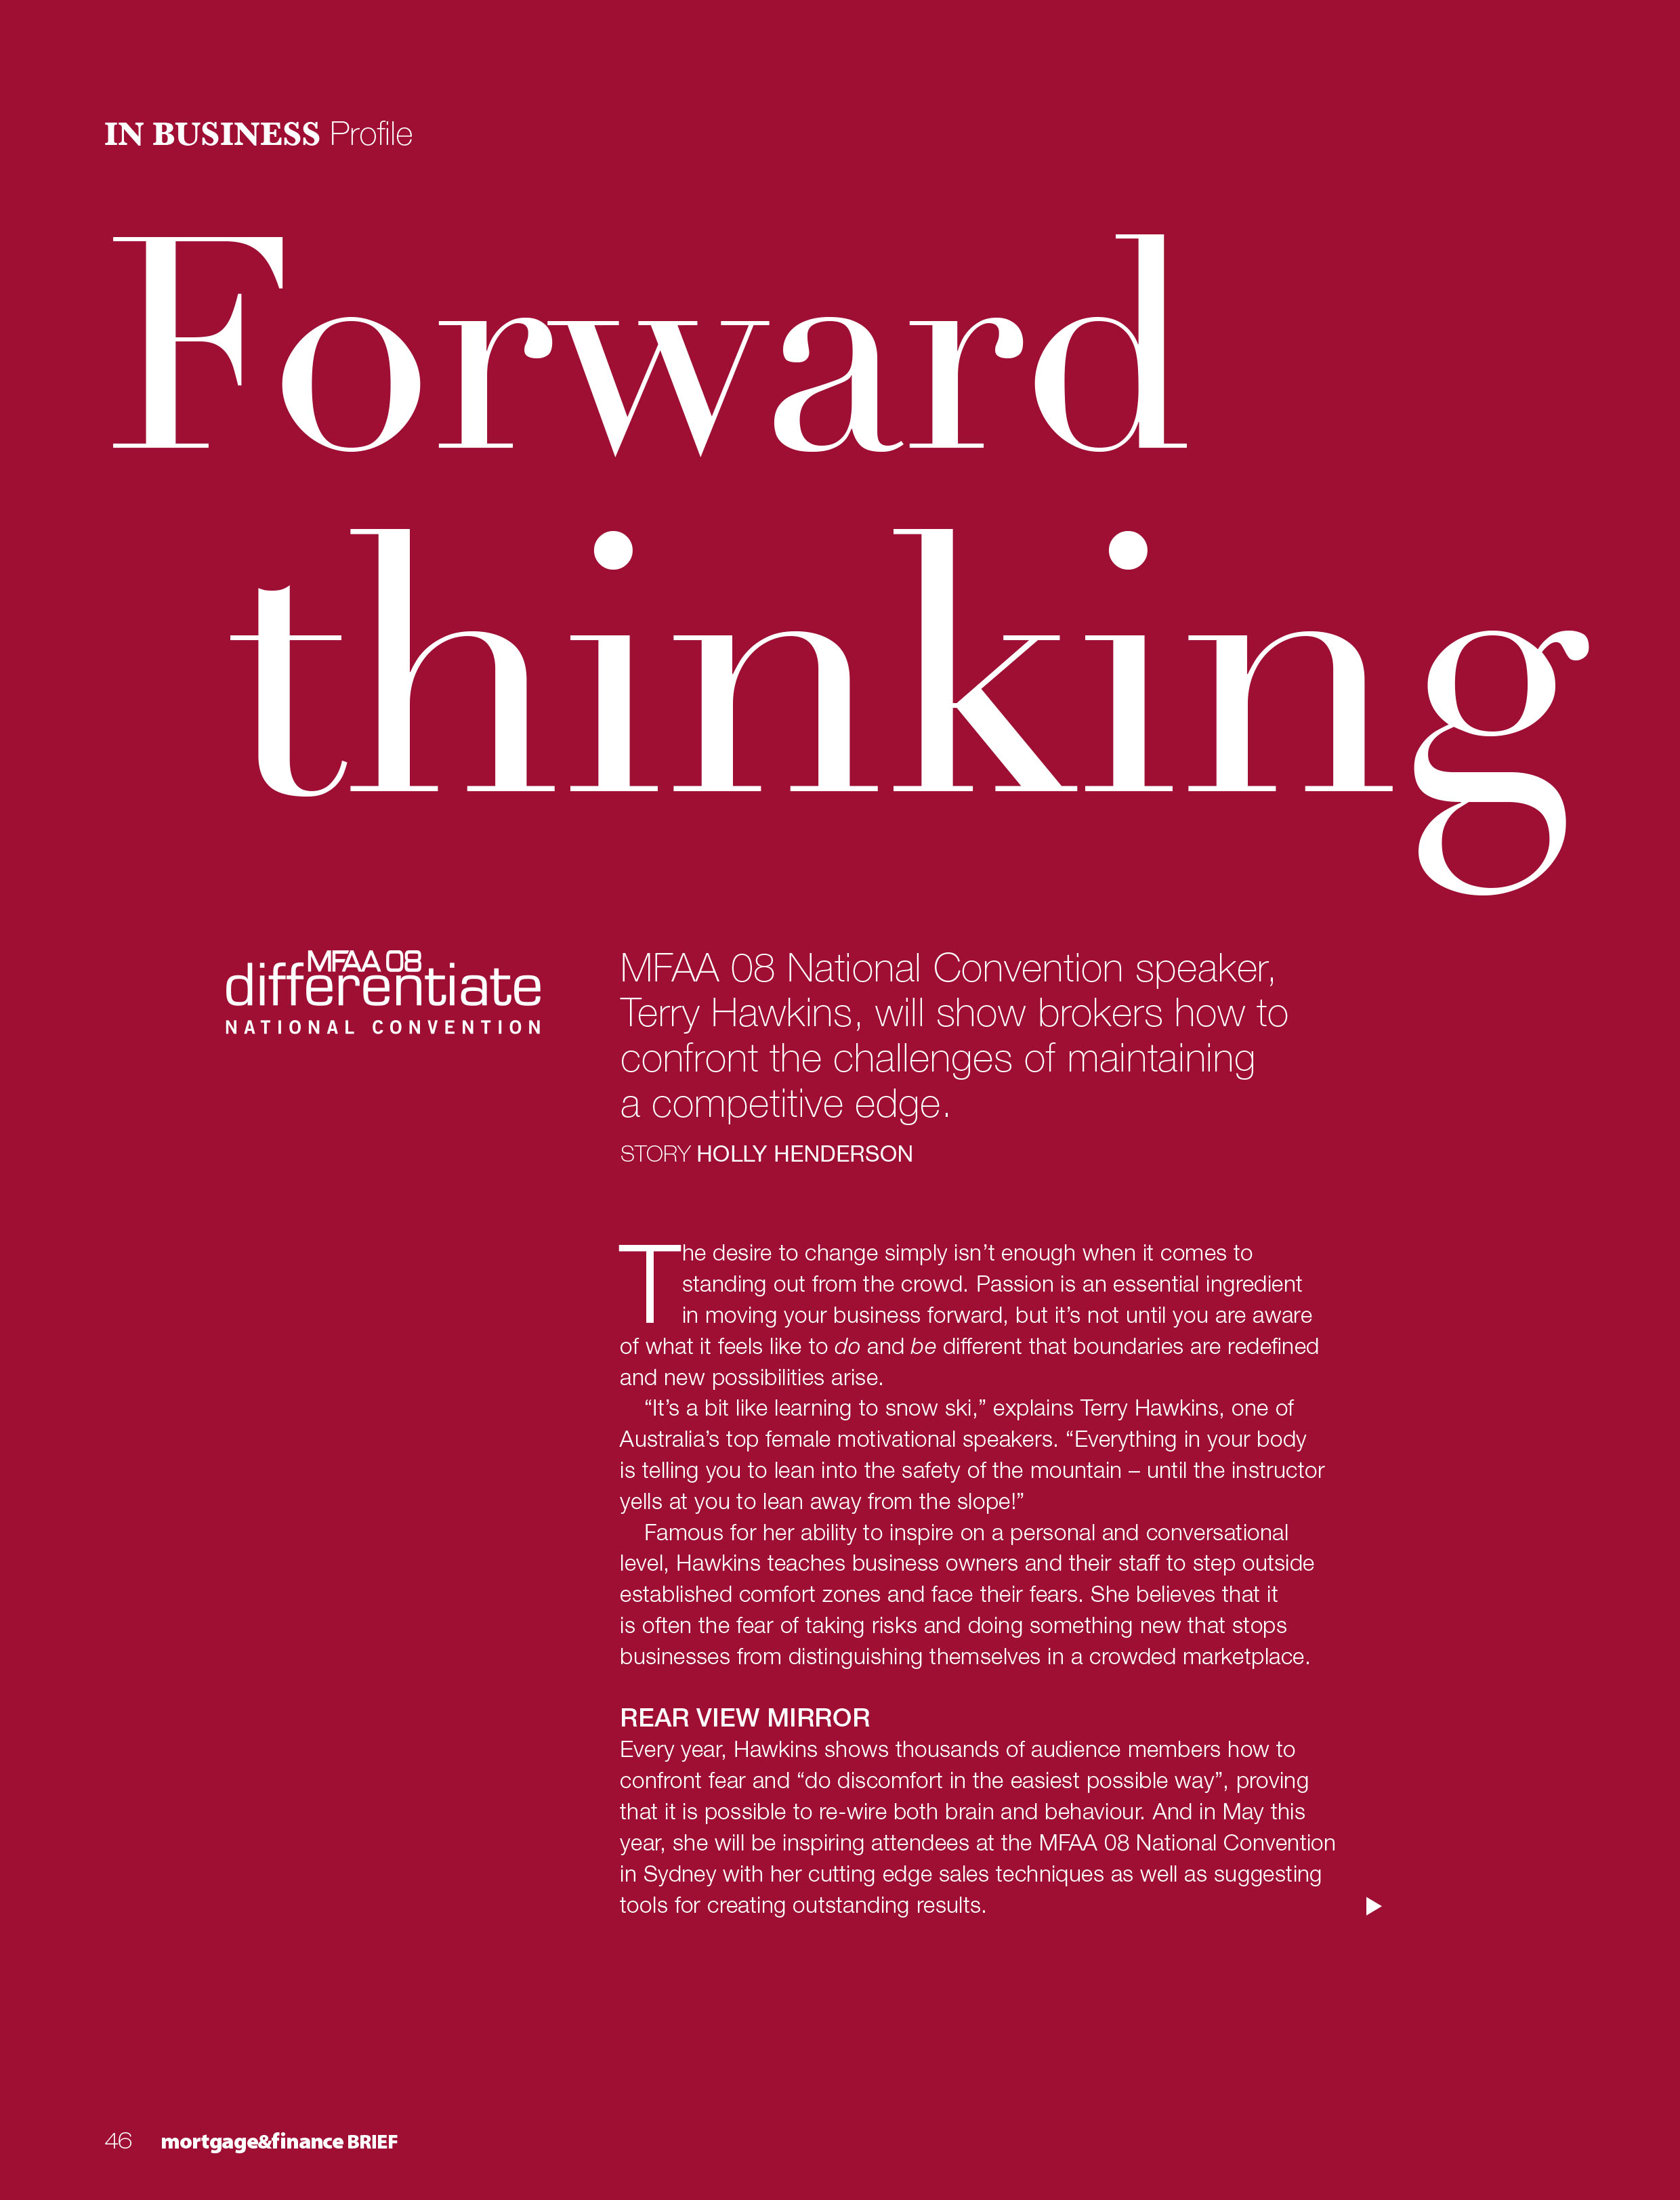 IN BUSINESS Profile
Forward
thinking
MFAA 08
differentiate
NATIONAL CONVENTION
MFAA 08 National Convention speaker,
Terry Hawkins, will show brokers how to
confront the challenges of maintaining
a competitive edge.
STORY HOLLY HENDERSON
The desire to change simply isn’t enough when it comes to
standing out from the crowd. Passion is an essential ingredient
in moving your business forward, but it’s not until you are aware
of what it feels like to do and be different that boundaries are redefined
and new possibilities arise.
“It’s a bit like learning to snow ski,” explains Terry Hawkins, one of
Australia’s top female motivational speakers. “Everything in your body
is telling you to lean into the safety of the mountain – until the instructor
yells at you to lean away from the slope!”
Famous for her ability to inspire on a personal and conversational
level, Hawkins teaches business owners and their staff to step outside
established comfort zones and face their fears. She believes that it
is often the fear of taking risks and doing something new that stops
businesses from distinguishing themselves in a crowded marketplace.
REAR VIEW MIRROR
Every year, Hawkins shows thousands of audience members how to
confront fear and “do discomfort in the easiest possible way”, proving
that it is possible to re-wire both brain and behaviour. And in May this
year, she will be inspiring attendees at the MFAA 08 National Convention
in Sydney with her cutting edge sales techniques as well as suggesting
tools for creating outstanding results.
46 mortgage&finance BRIEF